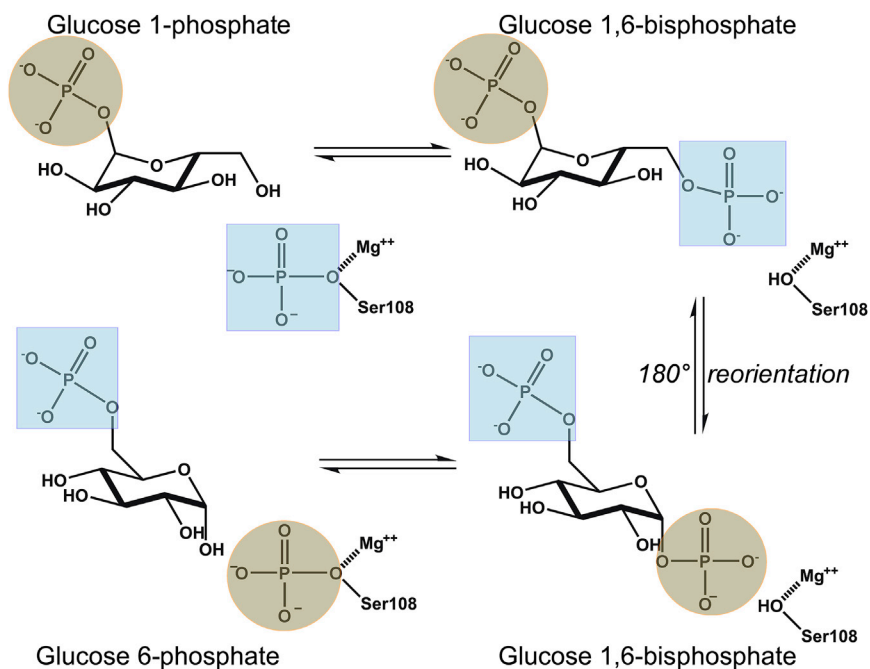 Glucose 1-phosphate
Glucose 1,6-bisphosphate
-O
O
P
-O
O
O
HO
HO
OH
OH
-O
O
P
-O
O
O
HO
HO
OH
O
O
P
O-
O-
O
−O
P
O
O−
Mg++
Ser108
Mg++
HO
Ser108
180° reorientation
-O
O
P
-O
O
HO
HO
O
OH
OH
O
−O
P
O
O−
Mg++
Ser108
-O
O
P
-O
O
HO
HO
O
OH
O
O
P
O-
O−
Mg++
HO
Ser108
Glucose 6-phosphate
Glucose 1,6-bisphosphate